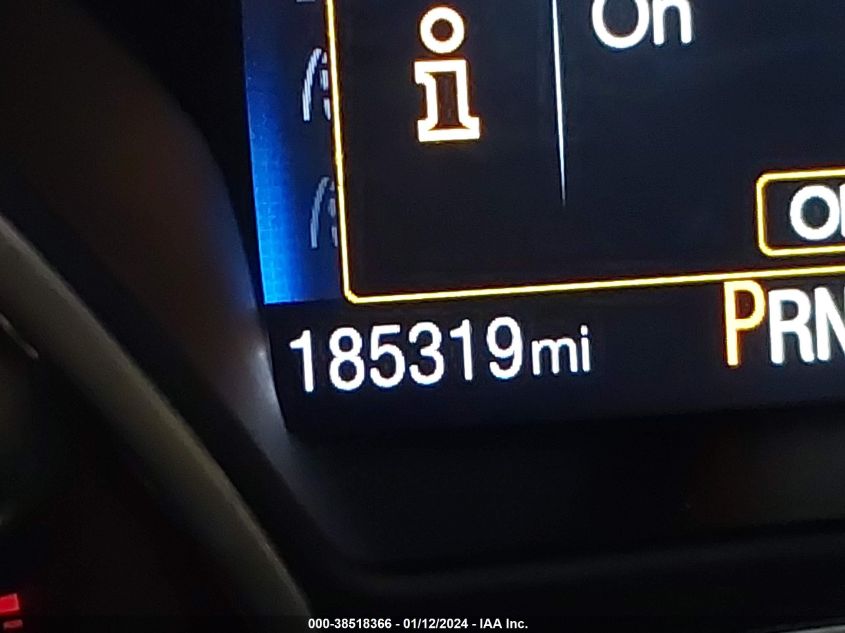 On
185319mi
PRN
000-38518366 - 01/12/2024 - IAA Inc.